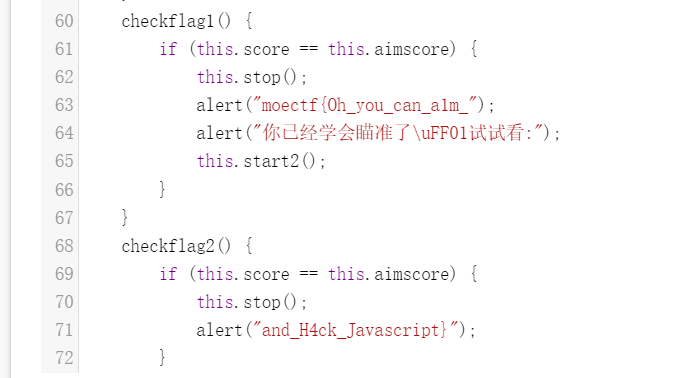 60 checkflag1() {
61 if (this.score == this.aimscore) {
62 this.stop();
63 alert("moectf{Oh_you_can_a1m_");
64 alert("你已经学会瞄准了\uFF01试试看:");
65 this.start2();
66 }
67 }
68 checkflag2() {
69 if (this.score == this.aimscore) {
70 this.stop();
71 alert("and_H4ck_Javascript}");
72 }